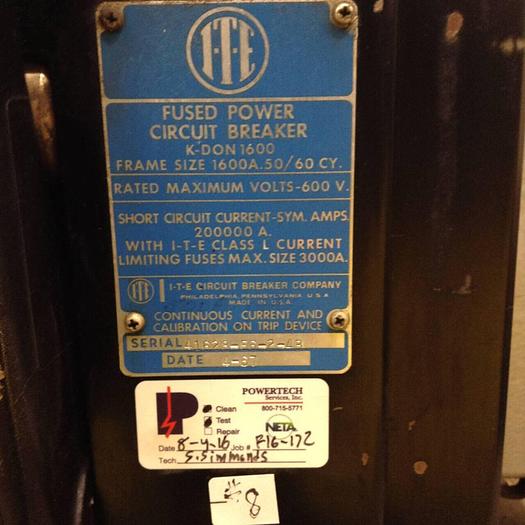 I-T-E
FUSED POWER
CIRCUIT BREAKER
K-DON 1600
FRAME SIZE 1600A. 50/60 CY.
RATED MAXIMUM VOLTS-600 V.
SHORT CIRCUIT CURRENT-SYM. AMPS.
200000 A.
WITH I-T-E CLASS L CURRENT
LIMITING FUSES MAX. SIZE 3000A.
ITE I-T-E CIRCUIT BREAKER COMPANY
PHILADELPHIA, PENNSYLVANIA U S A
MADE IN U.S.A.
CONTINUOUS CURRENT AND
CALIBRATION ON TRIP DEVICE
SERIAL
DATE 4-67
P
POWERTECH
Services, Inc.
800-715-5771
Clean
Test
Repair
NETA
Date 8-4-16 Job # F16-172
Tech S. Simmonds
#8